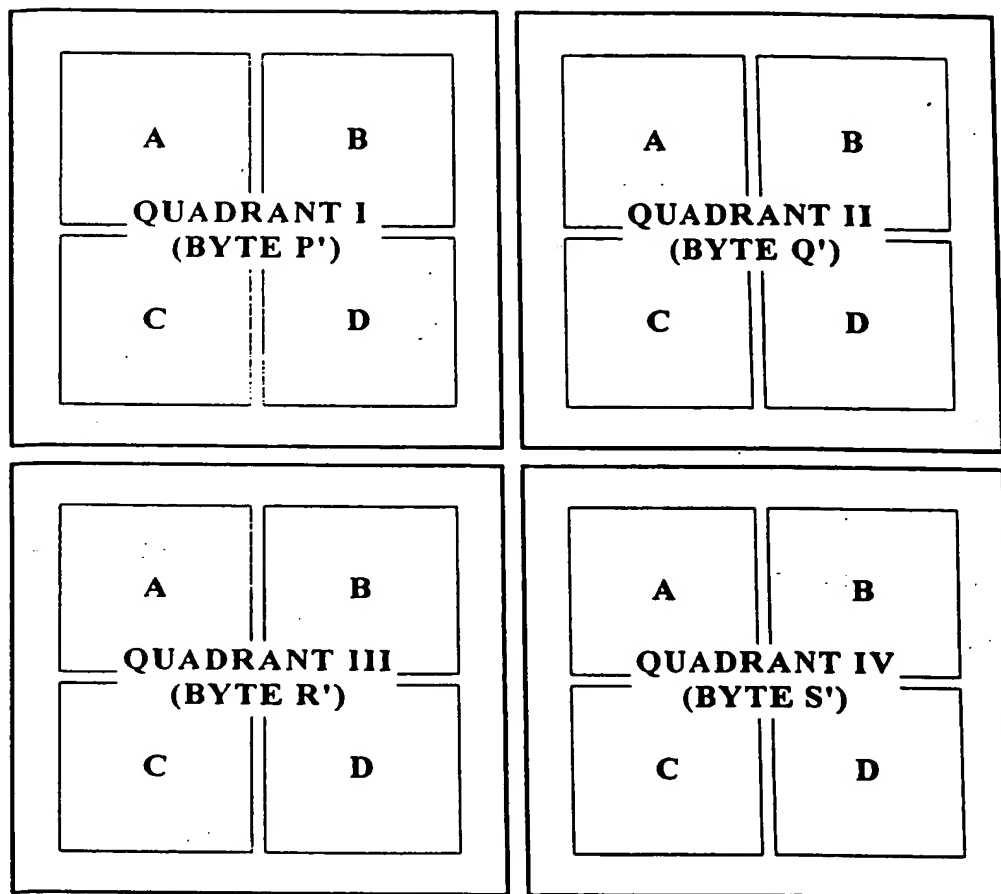 A B
QUADRANT I
(BYTE P')
C D
A B
QUADRANT II
(BYTE Q')
C D
A B
QUADRANT III
(BYTE R')
C D
A B
QUADRANT IV
(BYTE S')
C D